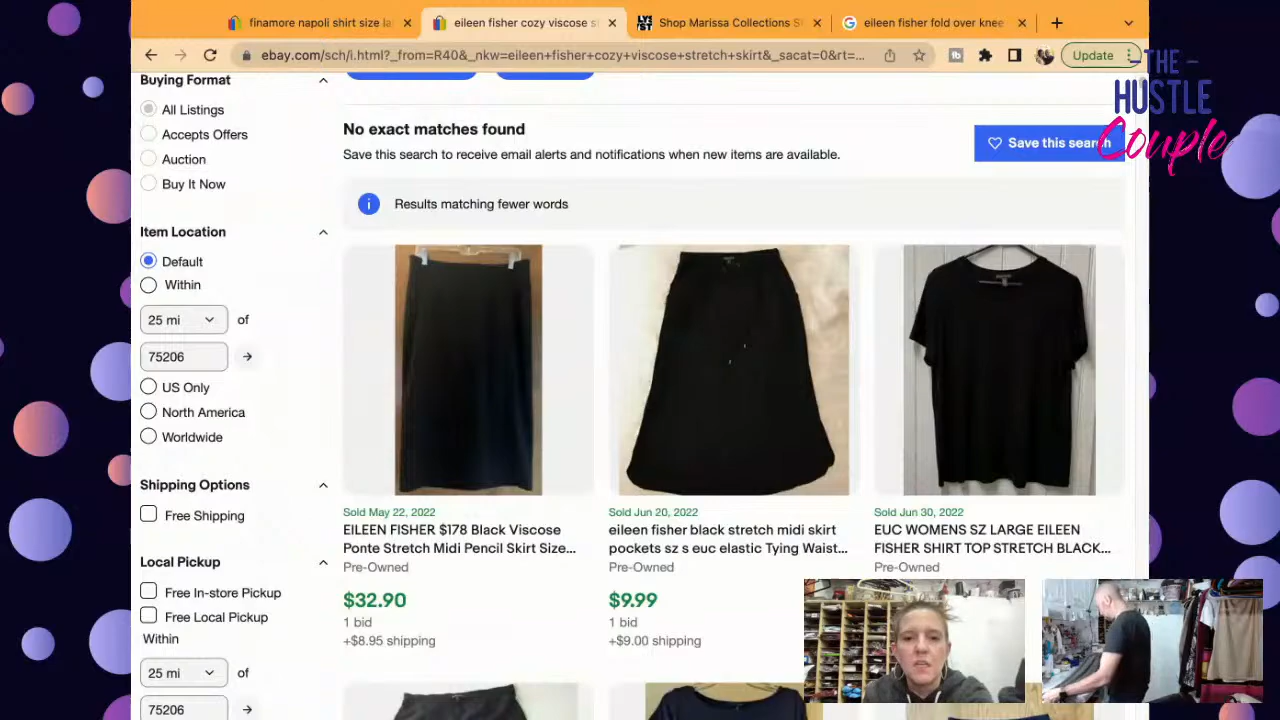 finamore napoli shirt size la
eileen fisher cozy viscose s
Shop Marissa Collections S
eileen fisher fold over knee
ebay.com/sch/i.html?_from=R40&_nkw=eileen+fisher+cozy+viscose+stretch+skirt&_sacat=0&rt=...
Update
THE
HUSTLE
Couple
Buying Format
All Listings
Accepts Offers
Auction
Buy It Now
Item Location
Default
Within
25 mi
of
75206
US Only
North America
Worldwide
Shipping Options
Free Shipping
Local Pickup
Free In-store Pickup
Free Local Pickup
Within
25 mi
of
75206
No exact matches found
Save this search to receive email alerts and notifications when new items are available.
Save this search
Results matching fewer words
Sold May 22, 2022
EILEEN FISHER $178 Black Viscose
Ponte Stretch Midi Pencil Skirt Size...
Pre-Owned
$32.90
1 bid
+$8.95 shipping
Sold Jun 20, 2022
eileen fisher black stretch midi skirt
pockets sz s euc elastic Tying Waist...
Pre-Owned
$9.99
1 bid
+$9.00 shipping
Sold Jun 30, 2022
EUC WOMENS SZ LARGE EILEEN
FISHER SHIRT TOP STRETCH BLACK...
Pre-Owned